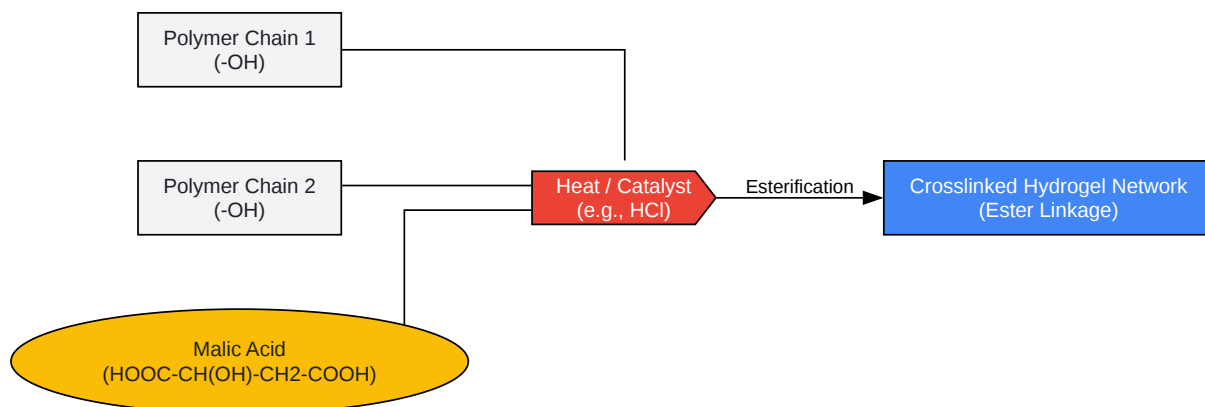 Polymer Chain 1
(-OH)
Polymer Chain 2
(-OH)
Heat / Catalyst
(e.g., HCl)
Esterification
Crosslinked Hydrogel Network
(Ester Linkage)
Malic Acid
(HOOC-CH(OH)-CH2-COOH)